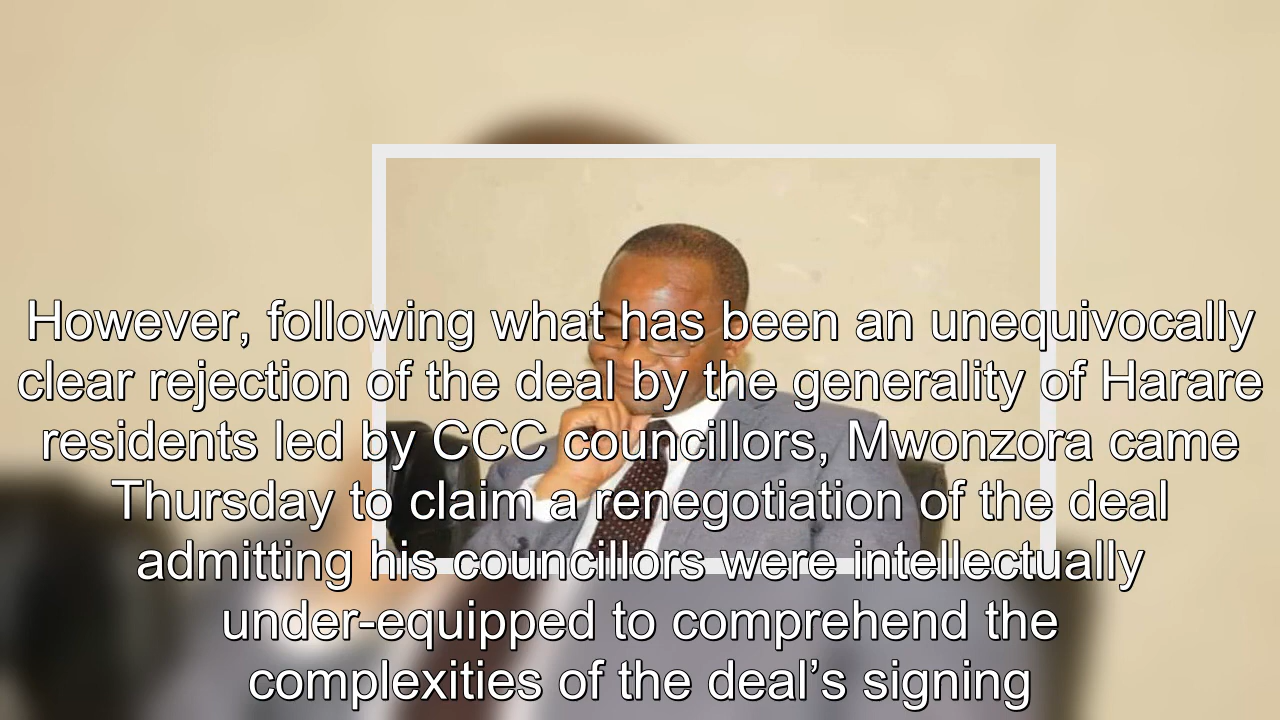 However, following what has been an unequivocally
clear rejection of the deal by the generality of Harare
residents led by CCC councillors, Mwonzora came
Thursday to claim a renegotiation of the deal
admitting his councillors were intellectually
under-equipped to comprehend the
complexities of the deal’s signing